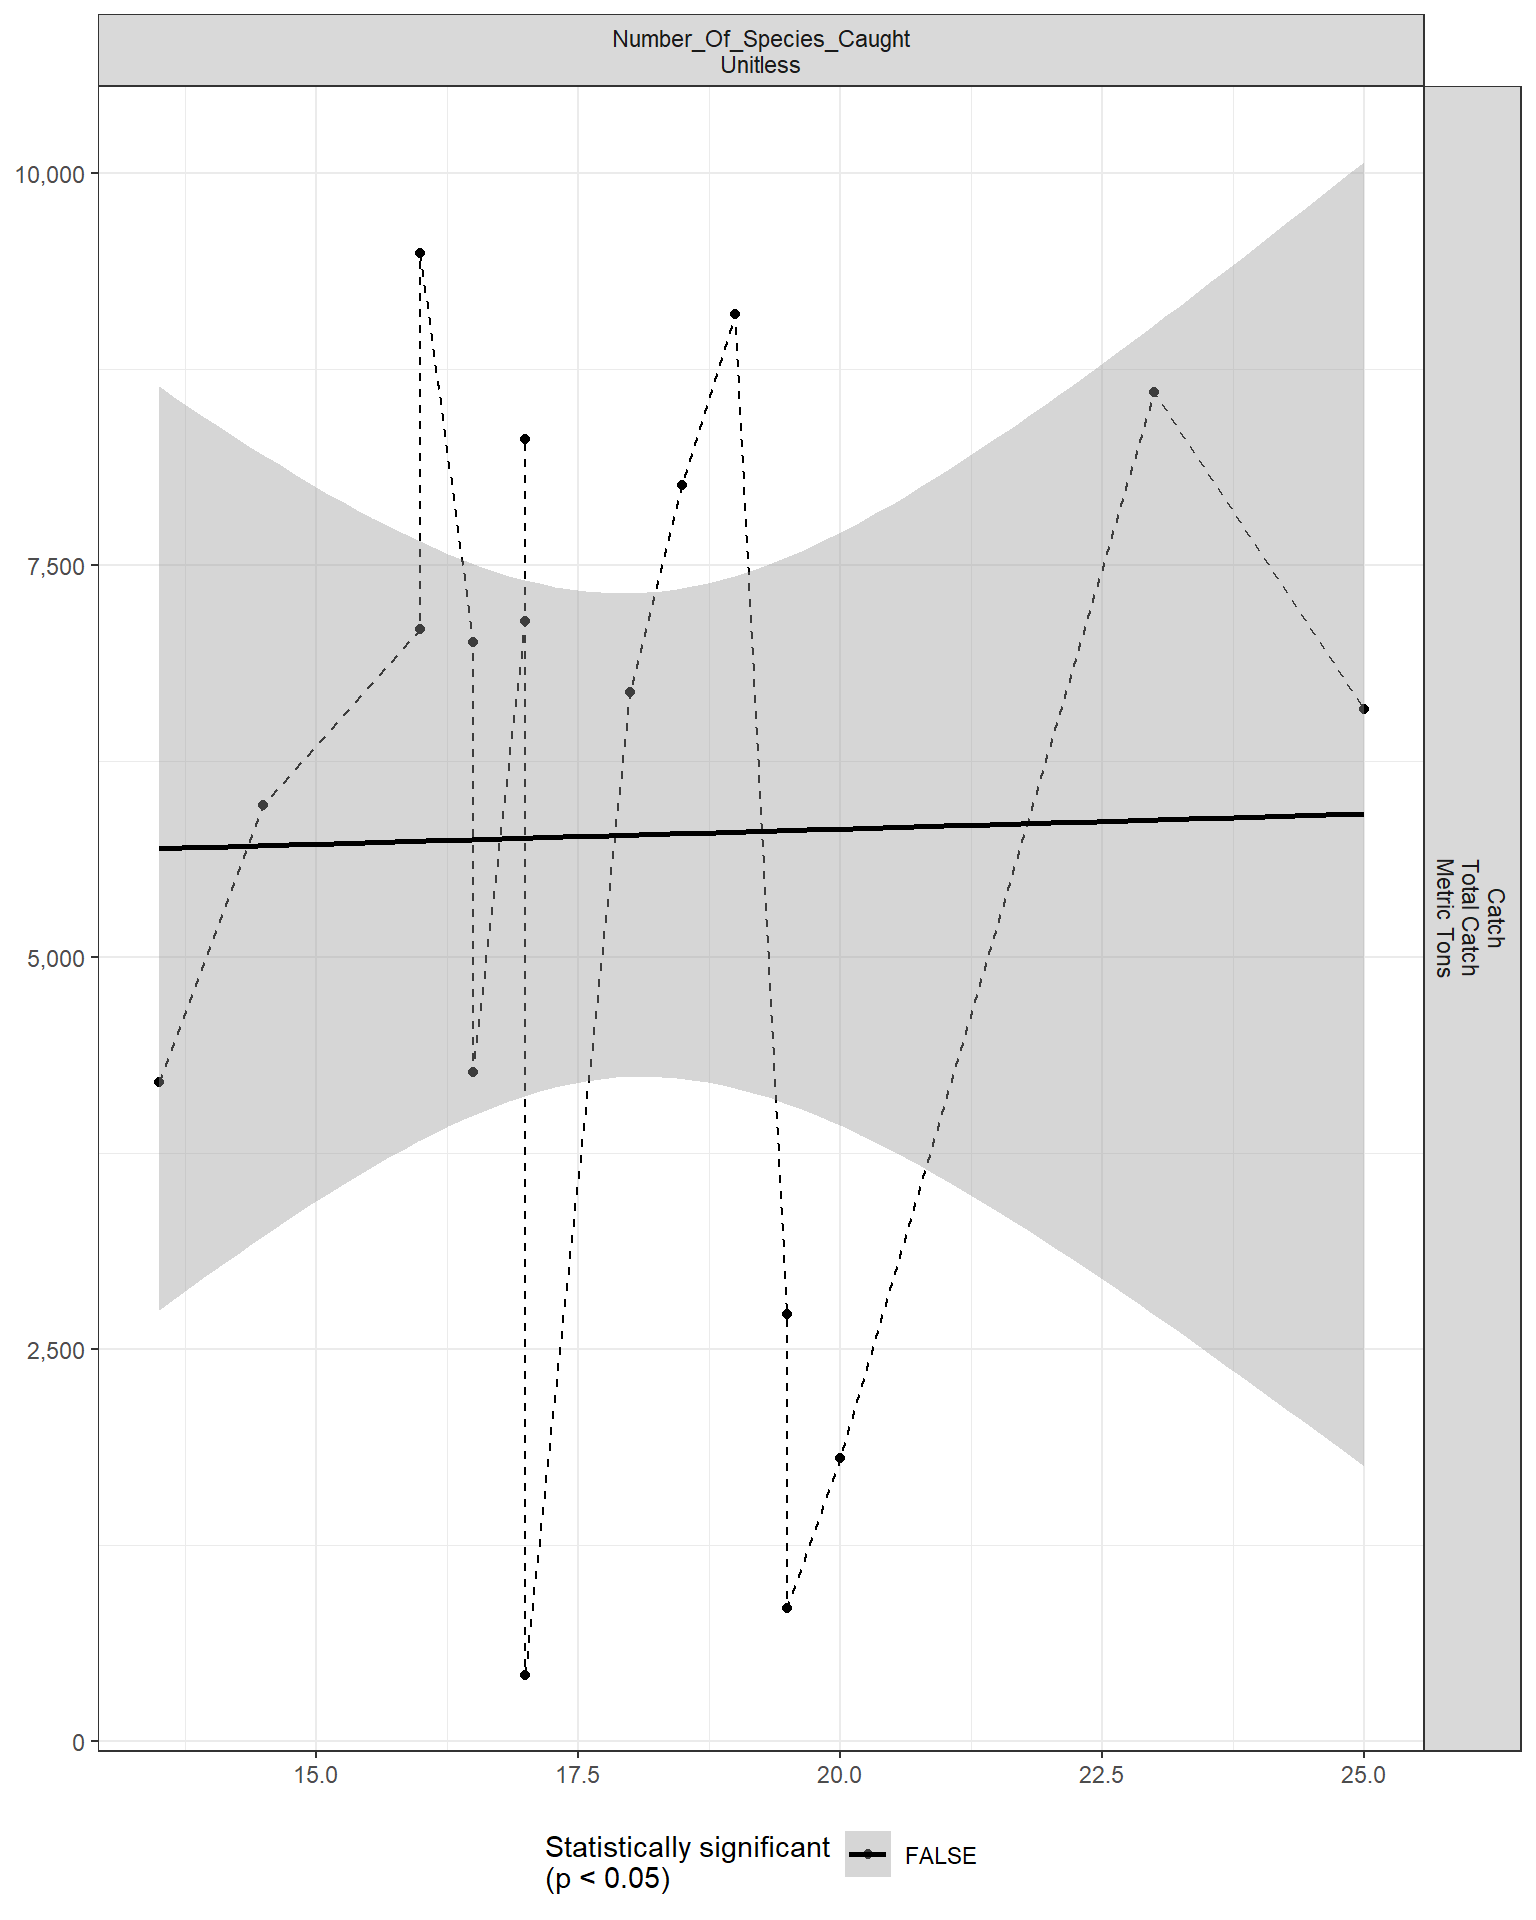 Number_Of_Species_Caught
Unitless
10,000
7,500
5,000
2,500
0
Catch
Total Catch
Metric Tons
15.0
17.5
20.0
22.5
25.0
Statistically significant
(p < 0.05)
FALSE